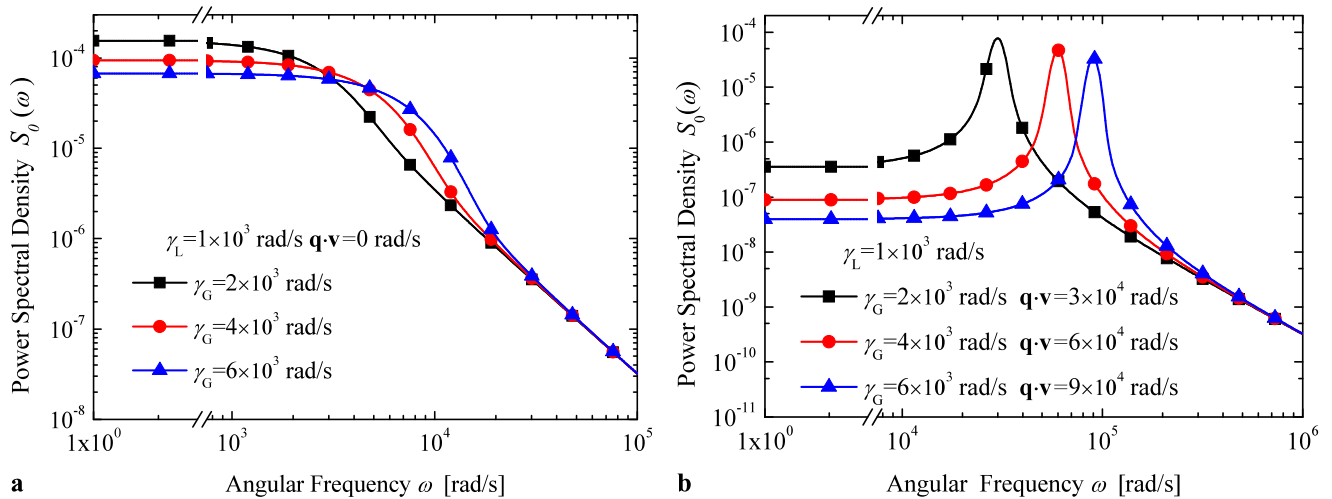 Power Spectral Density S₀(ω)
10⁻⁴
10⁻⁵
10⁻⁶
10⁻⁷
10⁻⁸
γL=1×10³ rad/s q·v=0 rad/s
γG=2×10³ rad/s
γG=4×10³ rad/s
γG=6×10³ rad/s
1x10⁰ 10³ 10⁴ 10⁵
a Angular Frequency ω [rad/s]
Power Spectral Density S₀(ω)
10⁻⁴
10⁻⁵
10⁻⁶
10⁻⁷
10⁻⁸
10⁻⁹
10⁻¹⁰
10⁻¹¹
γL=1×10³ rad/s
γG=2×10³ rad/s q·v=3×10⁴ rad/s
γG=4×10³ rad/s q·v=6×10⁴ rad/s
γG=6×10³ rad/s q·v=9×10⁴ rad/s
1x10⁰ 10⁴ 10⁵ 10⁶
b Angular Frequency ω [rad/s]